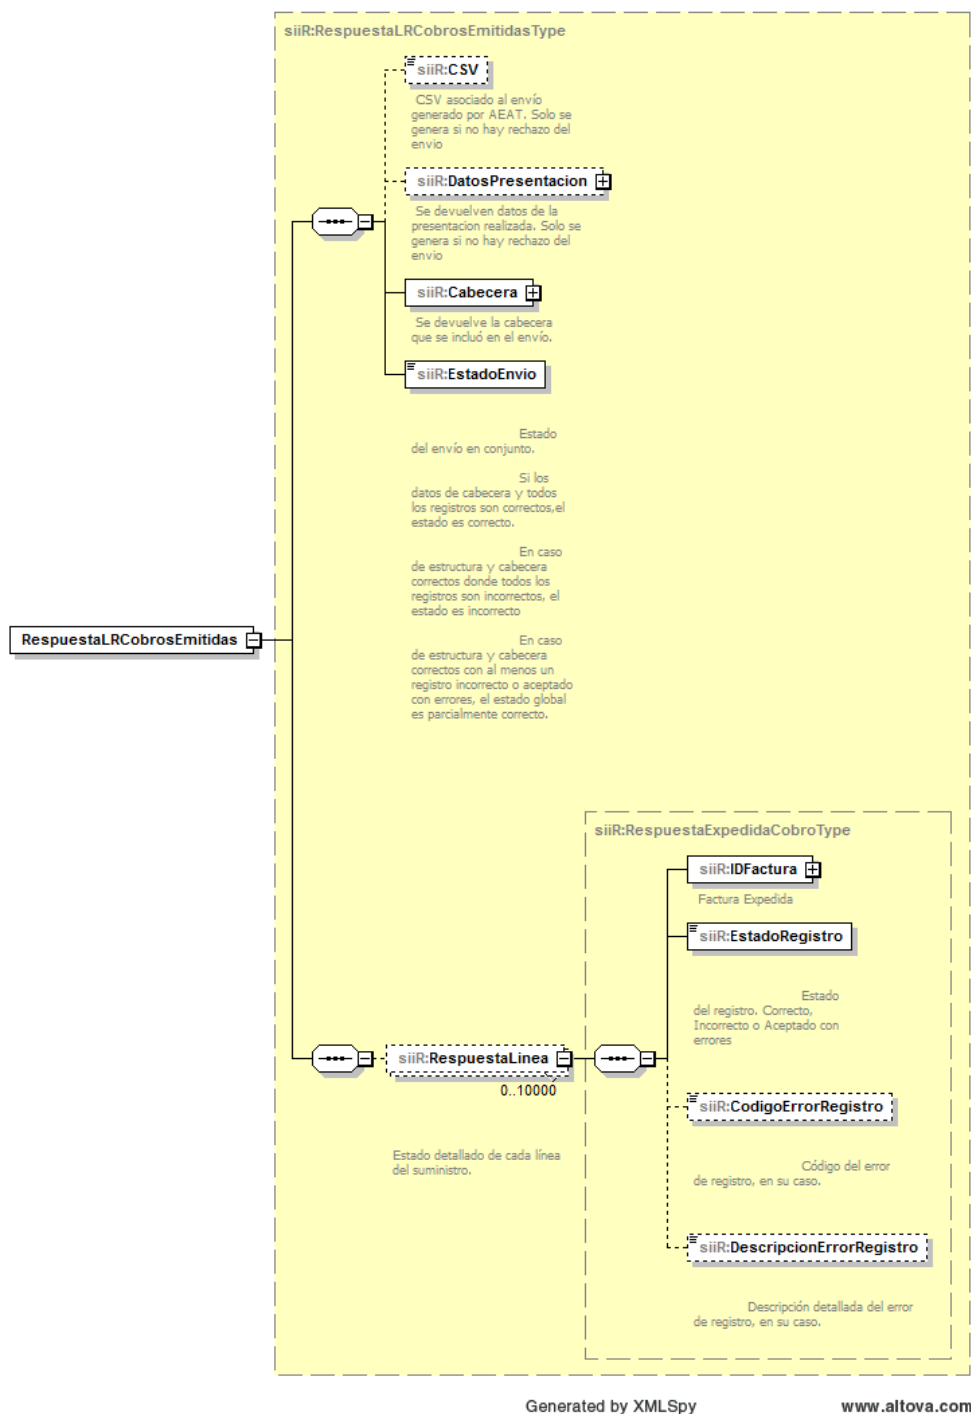 siiR:RespuestaLRCobrosEmitidasType
siiR:CSV
CSV asociado al envío
generado por AEAT. Solo se
genera si no hay rechazo del
envio
siiR:DatosPresentacion
Se devuelven datos de la
presentacion realizada. Solo se
genera si no hay rechazo del
envio
siiR:Cabecera
Se devuelve la cabecera
que se incluó en el envío.
siiR:EstadoEnvio
Estado
del envío en conjunto.
Si los
datos de cabecera y todos
los registros son correctos,el
estado es correcto.
En caso
de estructura y cabecera
correctos donde todos los
registros son incorrectos, el
estado es incorrecto
RespuestaLRCobrosEmitidas
En caso
de estructura y cabecera
correctos con al menos un
registro incorrecto o aceptado
con errores, el estado global
es parcialmente correcto.
siiR:RespuestaExpedidaCobroType
siiR:IDFactura
Factura Expedida
siiR:EstadoRegistro
Estado
del registro. Correcto,
Incorrecto o Aceptado con
errores
siiR:RespuestaLinea
0..10000
Estado detallado de cada línea
del suministro.
siiR:CodigoErrorRegistro
Código del error
de registro, en su caso.
siiR:DescripcionErrorRegistro
Descripción detallada del error
de registro, en su caso.
Generated by XMLSpy
www.altova.com